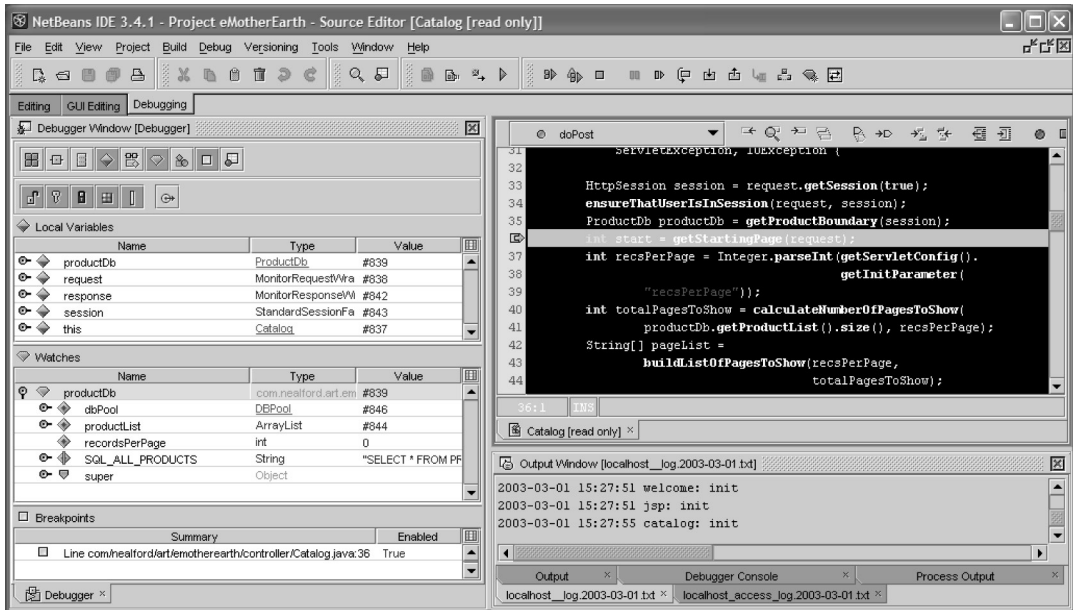 NetBeans IDE 3.4.1 - Project eMotherEarth - Source Editor [Catalog [read only]]
File Edit View Project Build Debug Versioning Tools Window Help
Editing GUI Editing Debugging
Debugger Window [Debugger]
Local Variables
Name Type Value
productDb ProductDb #839
request MonitorRequestWra #838
response MonitorResponseWi #842
session StandardSessionFa #843
this Catalog #837
Watches
Name Type Value
productDb com.nealford.art.em #839
dbPool DBPool #846
productList ArrayList #844
recordsPerPage int 0
SQL_ALL_PRODUCTS String "SELECT * FROM PR
super Object
Breakpoints
Summary Enabled
Line com/nealford/art/emotherearth/controller/Catalog.java:36 True
Debugger
doPost
31 ServletException, IOException {
32
33 HttpSession session = request.getSession(true);
34 ensureThatUserIsInSession(request, session);
35 ProductDb productDb = getProductBoundary(session);
int start = getStartingPage(request);
37 int recsPerPage = Integer.parseInt(getServletConfig().
38 getInitParameter(
39 "recsPerPage"));
40 int totalPagesToShow = calculateNumberOfPagesToShow(
41 productDb.getProductList().size(), recsPerPage);
42 String[] pageList =
43 buildListOfPagesToShow(recsPerPage,
44 totalPagesToShow);
36:1 INS
Catalog [read only]
Output Window [localhost__log.2003-03-01.txt]
2003-03-01 15:27:51 welcome: init
2003-03-01 15:27:51 jsp: init
2003-03-01 15:27:55 catalog: init
Output Debugger Console Process Output
localhost__log.2003-03-01.txt localhost_access_log.2003-03-01.txt